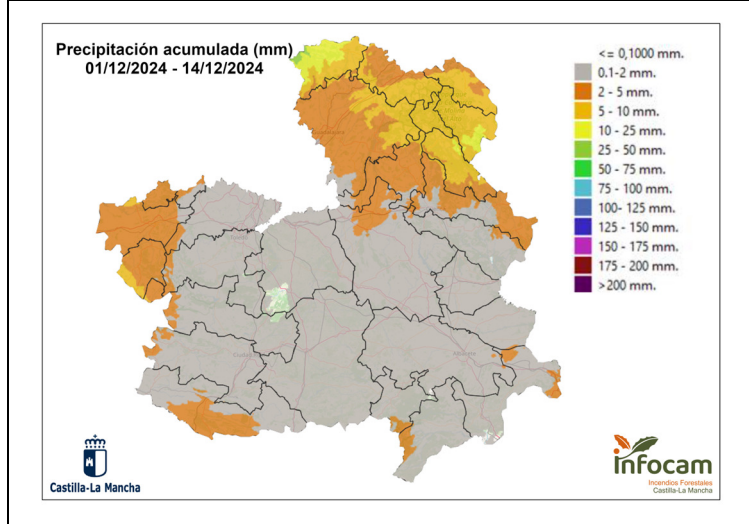 Precipitación acumulada (mm)
01/12/2024 - 14/12/2024
<= 0,1000 mm.
0.1-2 mm.
2 - 5 mm.
5 - 10 mm.
10 - 25 mm.
25 - 50 mm.
50 - 75 mm.
75 - 100 mm.
100- 125 mm.
125 - 150 mm.
150 - 175 mm.
175 - 200 mm.
>200 mm.
Castilla-La Mancha
infocam
Incendios Forestales
Castilla-La Mancha